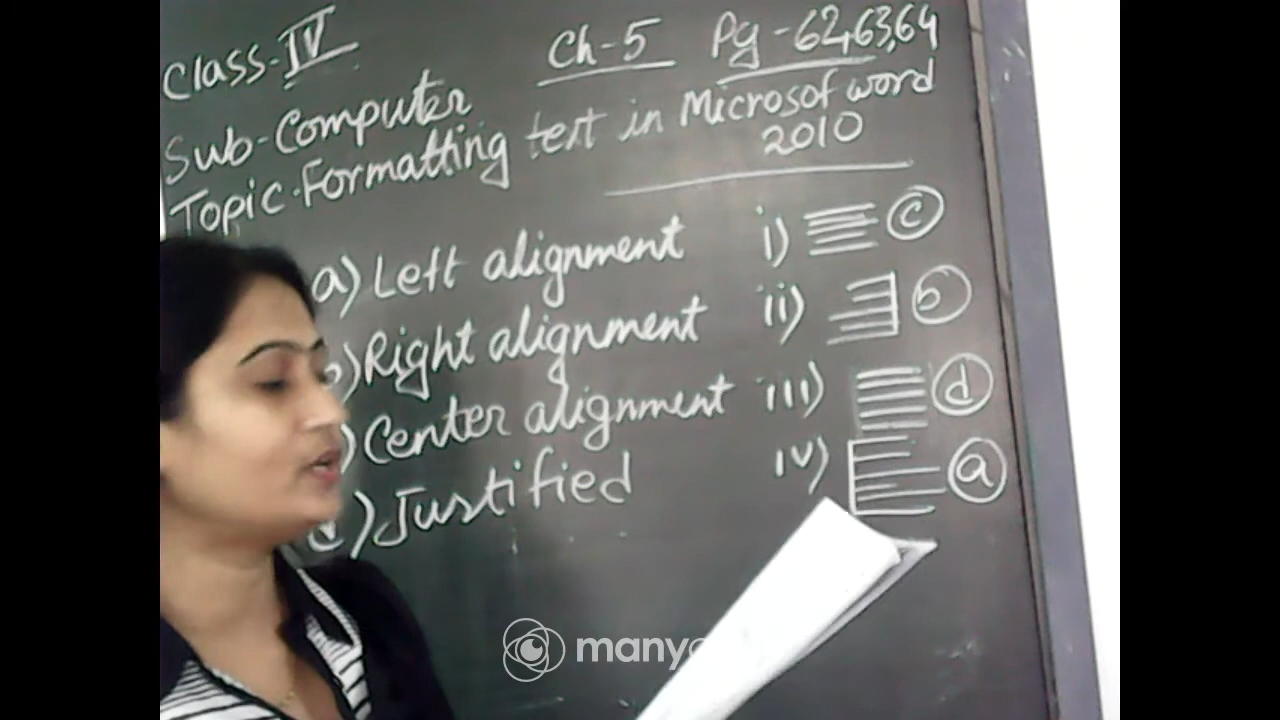 Class-IV Ch-5 Pg-62,63,64
Sub-Computer
Topic-Formatting text in Microsof word
2010
a) Left alignment i) c
b) Right alignment ii) b
) Center alignment iii) d
d) Justified iv) a
many